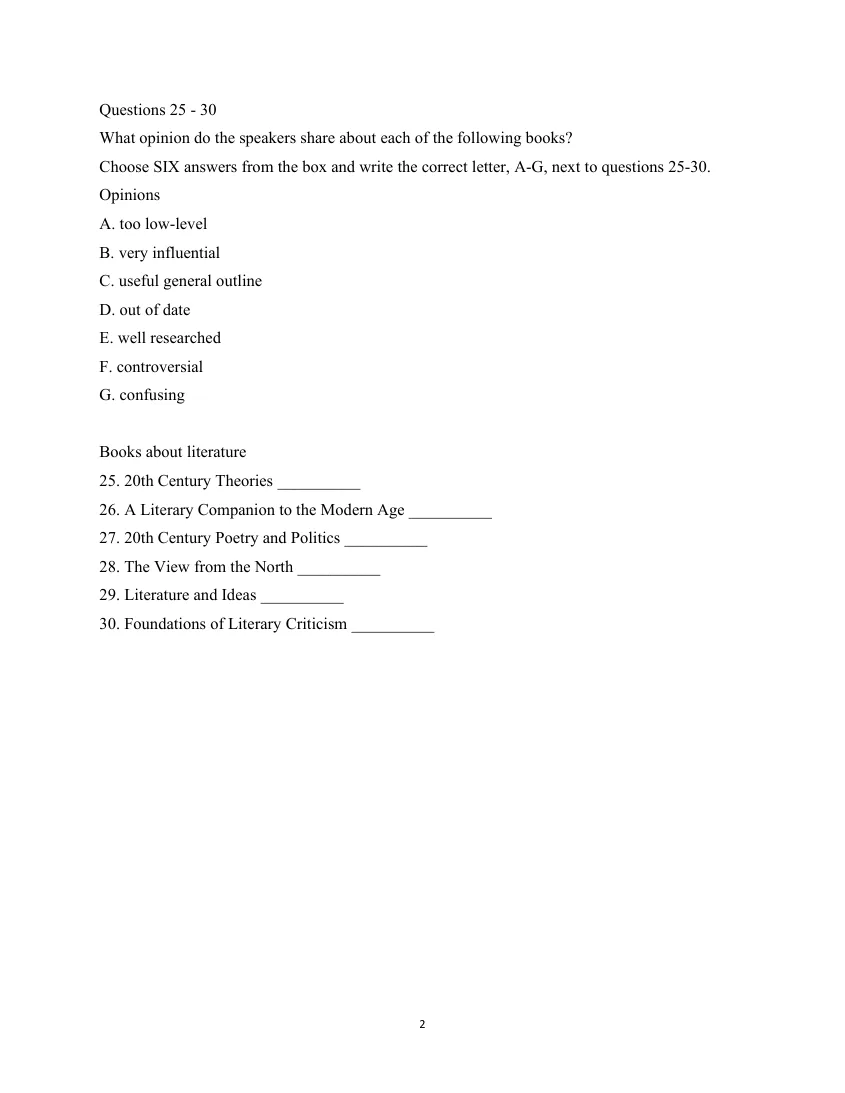 Questions 25 - 30
What opinion do the speakers share about each of the following books?
Choose SIX answers from the box and write the correct letter, A-G, next to questions 25-30.
Opinions
A. too low-level
B. very influential
C. useful general outline
D. out of date
E. well researched
F. controversial
G. confusing
Books about literature
25. 20th Century Theories __________
26. A Literary Companion to the Modern Age __________
27. 20th Century Poetry and Politics __________
28. The View from the North __________
29. Literature and Ideas __________
30. Foundations of Literary Criticism __________
2